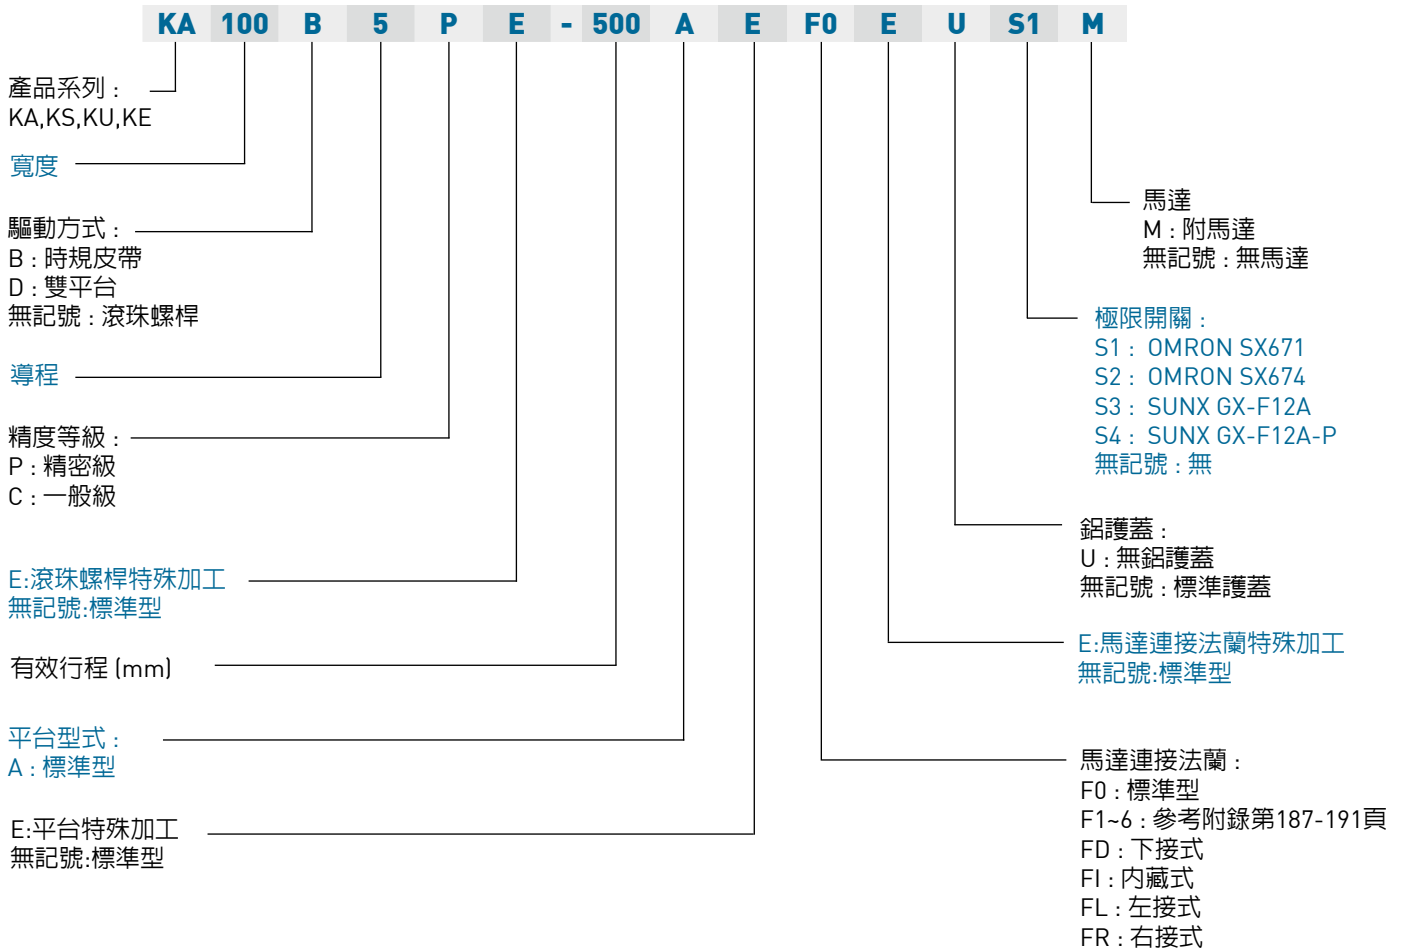 KA 100 B 5 P E - 500 A E F0 E U S1 M
產品系列 :
KA,KS,KU,KE
寬度
驅動方式 :
B : 時規皮帶
D : 雙平台
無記號 : 滾珠螺桿
導程
精度等級 :
P : 精密級
C : 一般級
E:滾珠螺桿特殊加工
無記號:標準型
有效行程 (mm)
平台型式 :
A : 標準型
E:平台特殊加工
無記號:標準型
馬達
M : 附馬達
無記號 : 無馬達
極限開關 :
S1 : OMRON SX671
S2 : OMRON SX674
S3 : SUNX GX-F12A
S4 : SUNX GX-F12A-P
無記號 : 無
鋁護蓋 :
U : 無鋁護蓋
無記號 : 標準護蓋
E:馬達連接法蘭特殊加工
無記號:標準型
馬達連接法蘭 :
F0 : 標準型
F1~6 : 參考附錄第187-191頁
FD : 下接式
FI : 內藏式
FL : 左接式
FR : 右接式